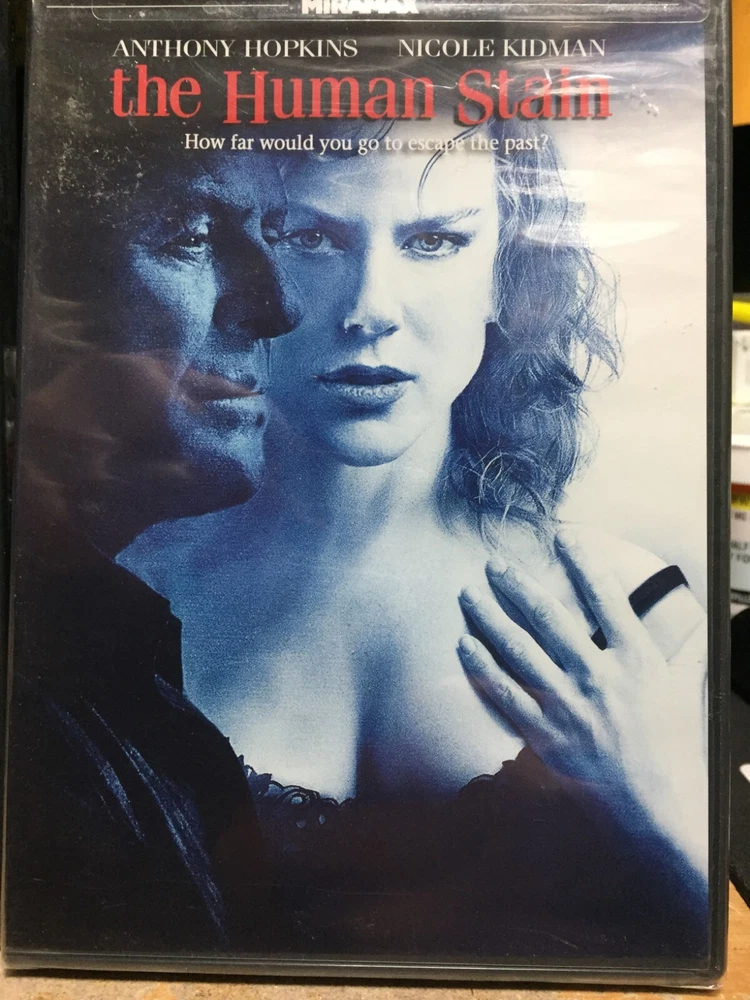 MIRAMAX
ANTHONY HOPKINS NICOLE KIDMAN
the Human Stain
How far would you go to escape the past?